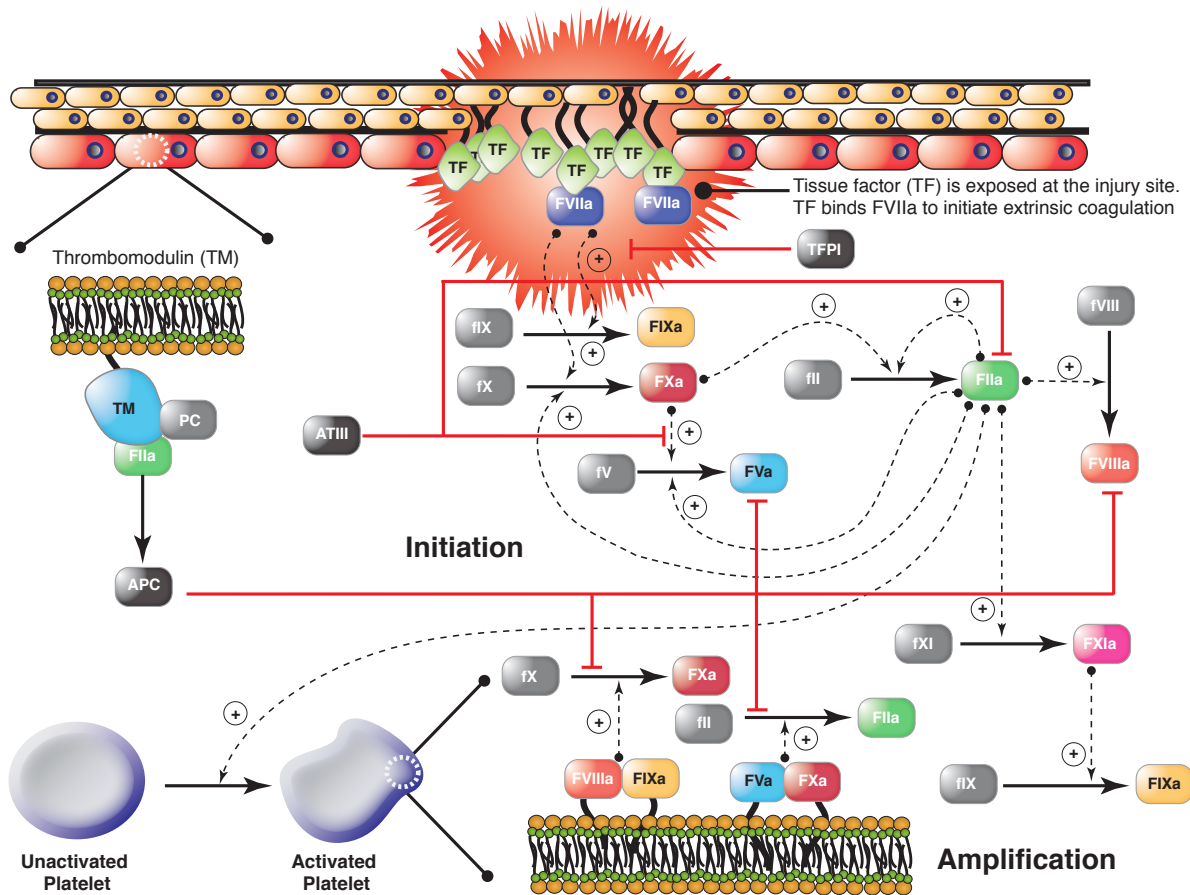 TF
TF
TF
TF
TF
TF
TF
TF
FVIIa
FVIIa
Tissue factor (TF) is exposed at the injury site.
TF binds FVIIa to initiate extrinsic coagulation
Thrombomodulin (TM)
+
TFPI
fIX
FIXa
+
+
fVIII
+
fX
FXa
+
fII
FIIa
+
TM
PC
FIIa
ATIII
+
fV
FVa
FVIIIa
+
Initiation
APC
+
fXI
FXIa
fX
FXa
+
fII
FIIa
+
+
+
FVIIIa
FIXa
FVa
FXa
fIX
FIXa
Unactivated
Platelet
Activated
Platelet
Amplification